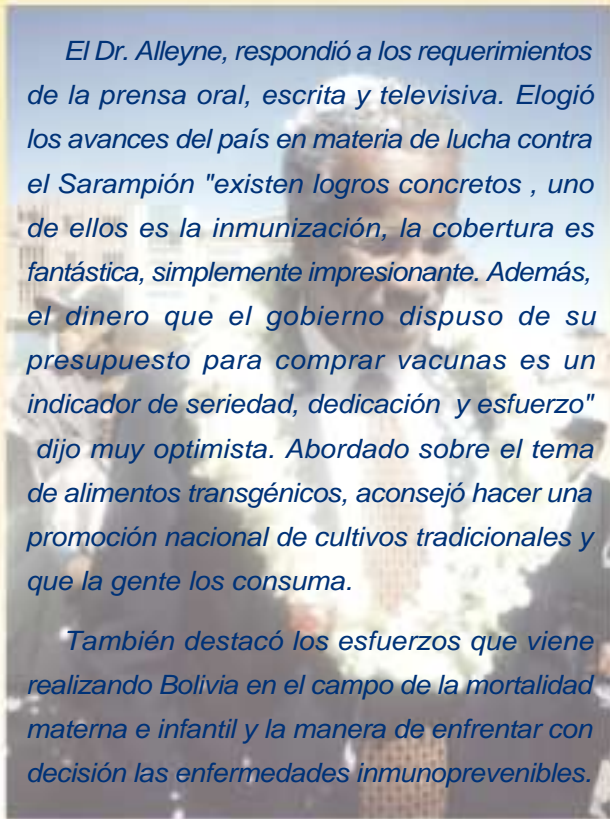 El Dr. Alleyne, respondió a los requerimientos
de la prensa oral, escrita y televisiva. Elogió
los avances del país en materia de lucha contra
el Sarampión "existen logros concretos , uno
de ellos es la inmunización, la cobertura es
fantástica, simplemente impresionante. Además,
el dinero que el gobierno dispuso de su
presupuesto para comprar vacunas es un
indicador de seriedad, dedicación y esfuerzo"
dijo muy optimista. Abordado sobre el tema
de alimentos transgénicos, aconsejó hacer una
promoción nacional de cultivos tradicionales y
que la gente los consuma.
También destacó los esfuerzos que viene
realizando Bolivia en el campo de la mortalidad
materna e infantil y la manera de enfrentar con
decisión las enfermedades inmunoprevenibles.